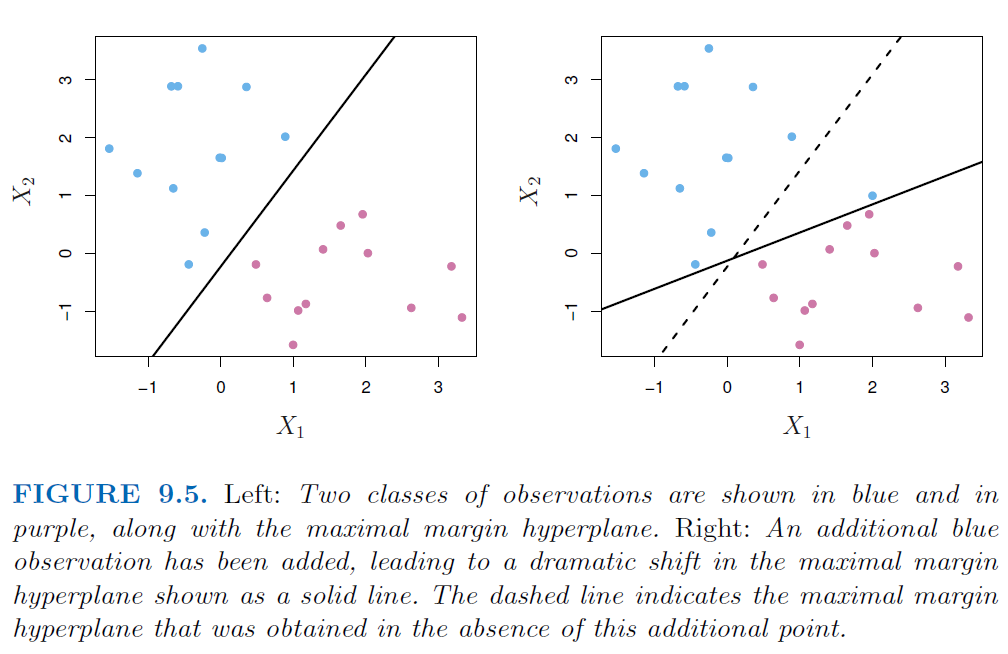 3
2
1
0
−1
X2
−1
0
1
2
3
X1
3
2
1
0
−1
X2
−1
0
1
2
3
X1
FIGURE 9.5. Left: Two classes of observations are shown in blue and in
purple, along with the maximal margin hyperplane. Right: An additional blue
observation has been added, leading to a dramatic shift in the maximal margin
hyperplane shown as a solid line. The dashed line indicates the maximal margin
hyperplane that was obtained in the absence of this additional point.